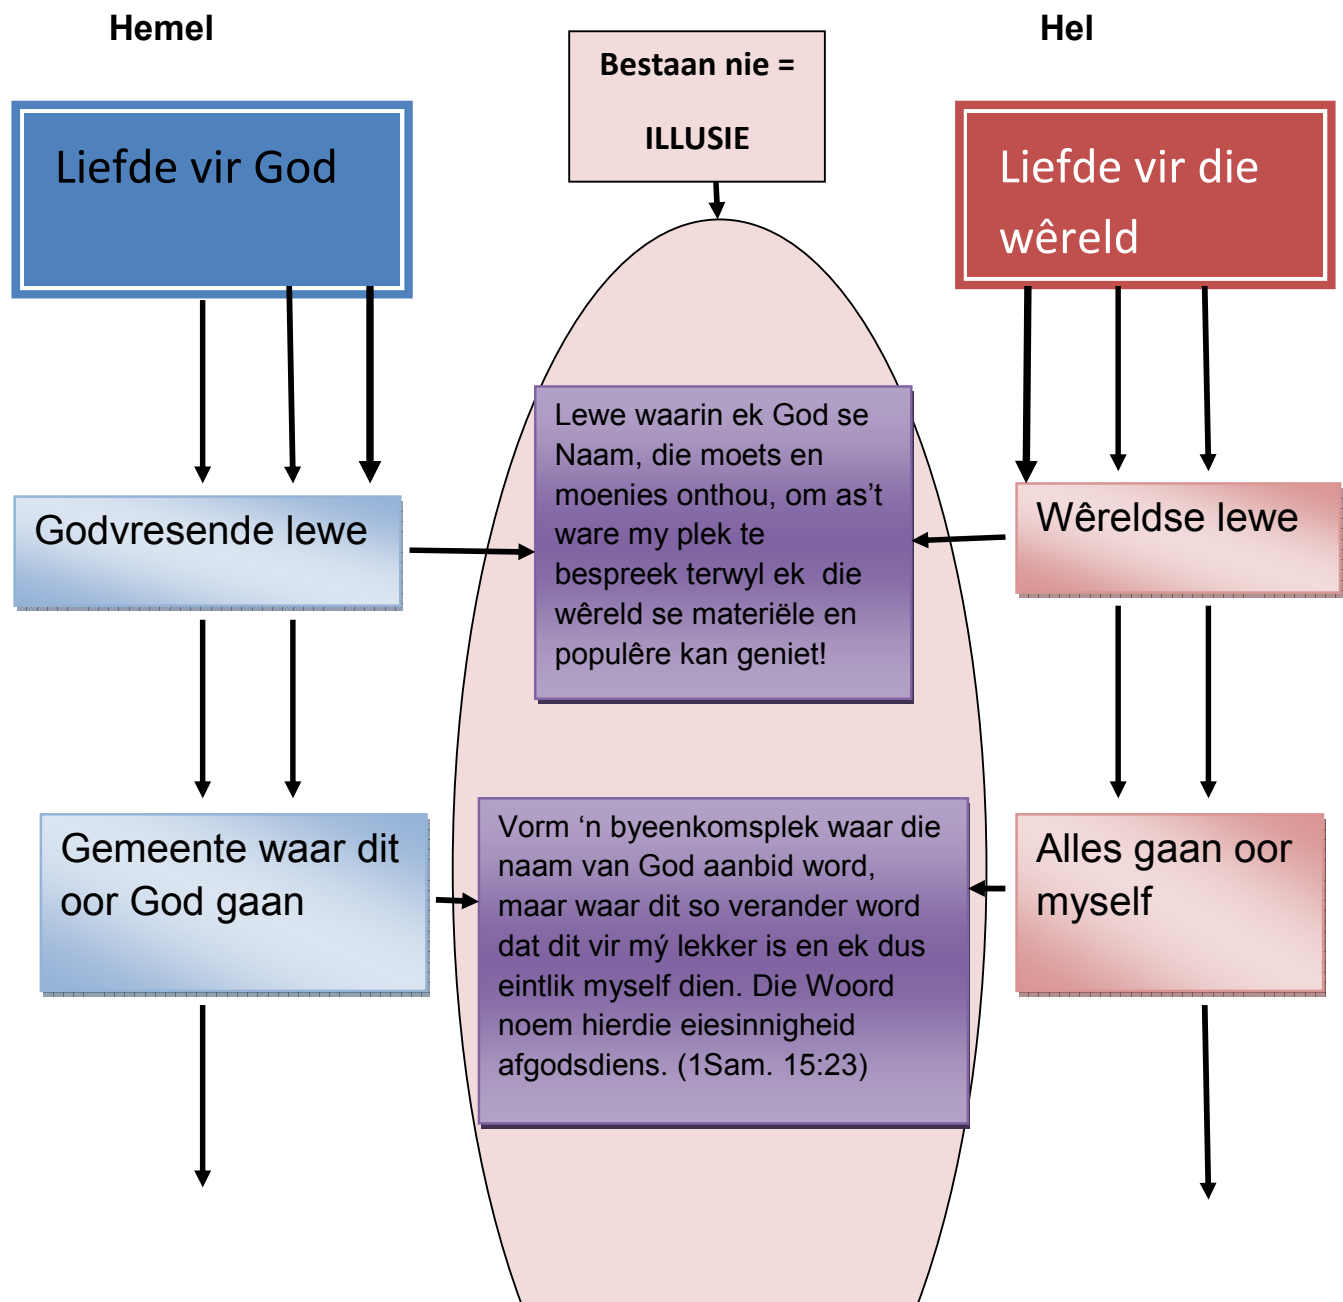 Hemel
Hel
Bestaan nie =
ILLUSIE
Liefde vir God
Liefde vir die
wêreld
Lewe waarin ek God se
Naam, die moets en
moenies onthou, om as’t
ware my plek te
bespreek terwyl ek  die
wêreld se materiële en
populêre kan geniet!
Godvresende lewe
Wêreldse lewe
Gemeente waar dit
oor God gaan
Vorm ‘n byeenkomsplek waar die
naam van God aanbid word,
maar waar dit so verander word
dat dit vir mý lekker is en ek dus
eintlik myself dien. Die Woord
noem hierdie eiesinnigheid
afgodsdiens. (1Sam. 15:23)
Alles gaan oor
myself